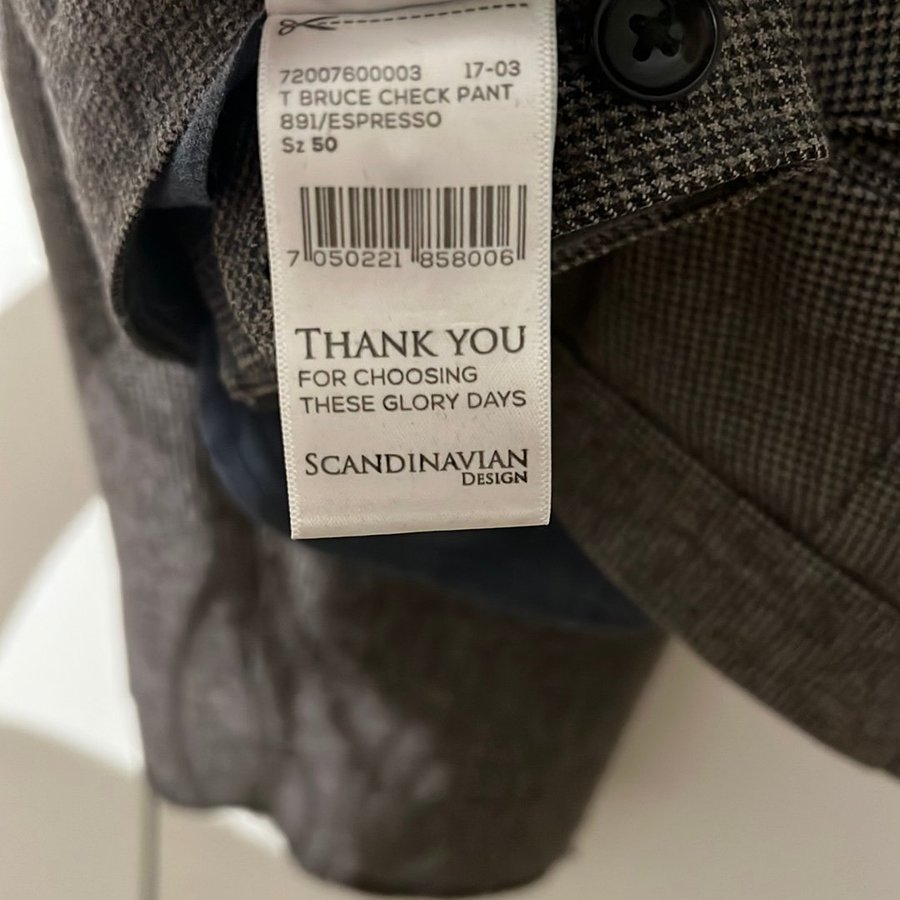 72007600003 17-03
T BRUCE CHECK PANT
891/ESPRESSO
Sz 50
7 050221 858006
THANK YOU
FOR CHOOSING
THESE GLORY DAYS
SCANDINAVIAN
DESIGN